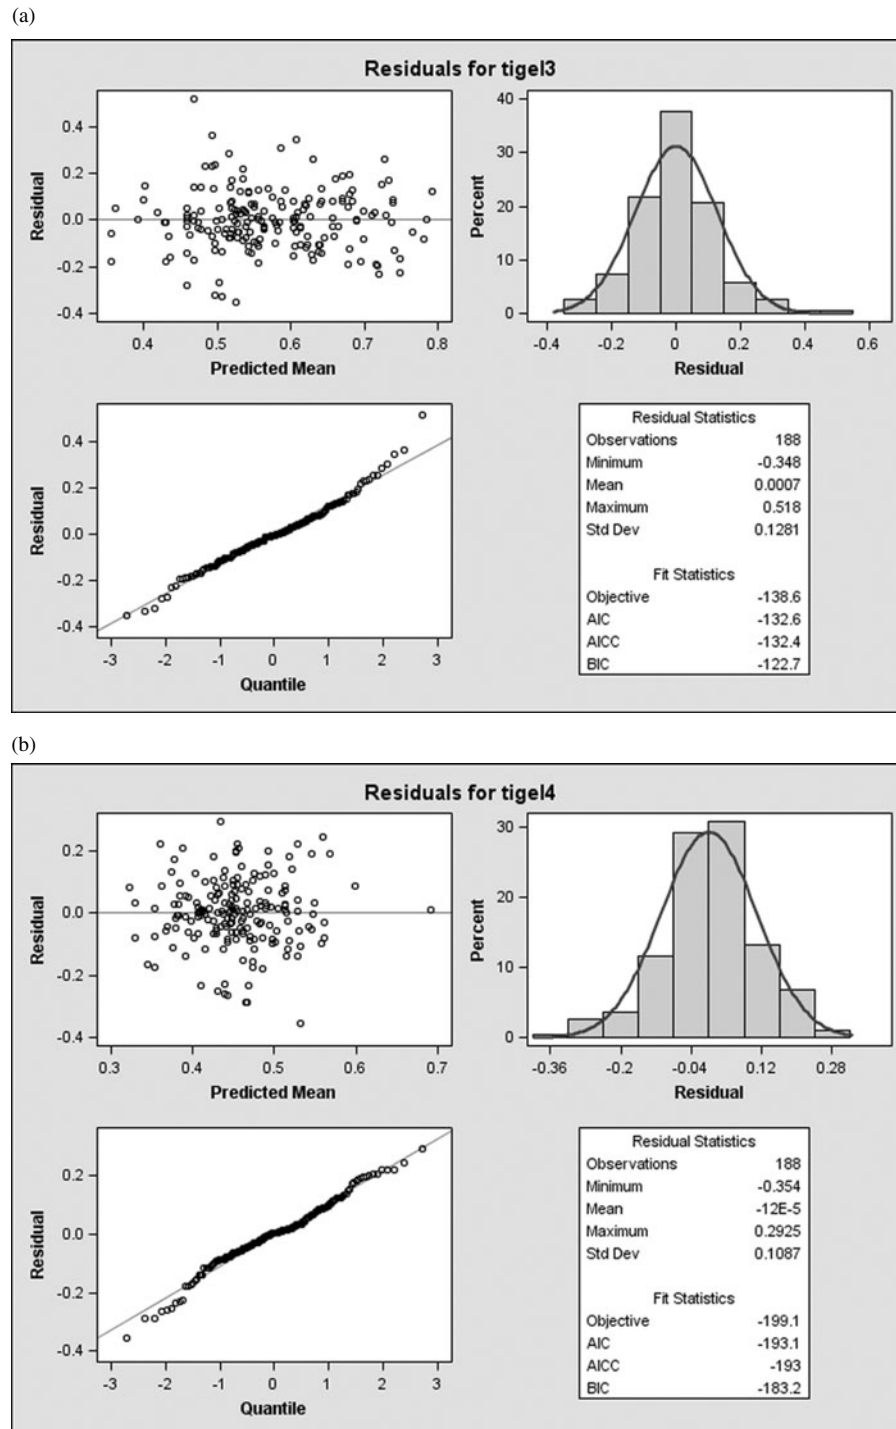 (a)
Residuals for tigel3
0.4
0.2
0.0
-0.2
-0.4
Residual
0.4 0.5 0.6 0.7 0.8
Predicted Mean
40
30
20
10
0
Percent
-0.4 -0.2 0 0.2 0.4 0.6
Residual
0.4
0.2
0.0
-0.2
-0.4
Residual
-3 -2 -1 0 1 2 3
Quantile
Residual Statistics
Observations 188
Minimum -0.348
Mean 0.0007
Maximum 0.518
Std Dev 0.1281
Fit Statistics
Objective -138.6
AIC -132.6
AICC -132.4
BIC -122.7
(b)
Residuals for tigel4
0.2
0.0
-0.2
-0.4
Residual
0.3 0.4 0.5 0.6 0.7
Predicted Mean
30
20
10
0
Percent
-0.36 -0.2 -0.04 0.12 0.28
Residual
0.2
0.0
-0.2
-0.4
Residual
-3 -2 -1 0 1 2 3
Quantile
Residual Statistics
Observations 188
Minimum -0.354
Mean -12E-5
Maximum 0.2925
Std Dev 0.1087
Fit Statistics
Objective -199.1
AIC -193.1
AICC -193
BIC -183.2